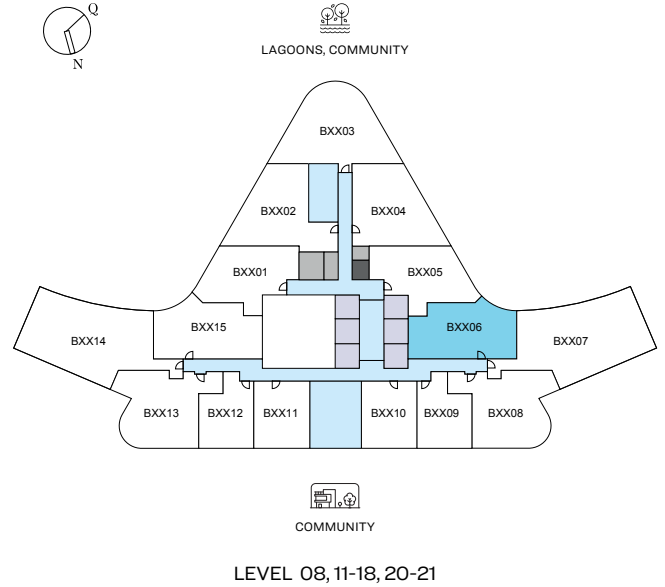 Q
N
LAGOONS, COMMUNITY
BXX03
BXX02
BXX04
BXX01
BXX05
BXX14
BXX15
BXX06
BXX07
BXX13
BXX12
BXX11
BXX10
BXX09
BXX08
COMMUNITY
LEVEL 08, 11-18, 20-21